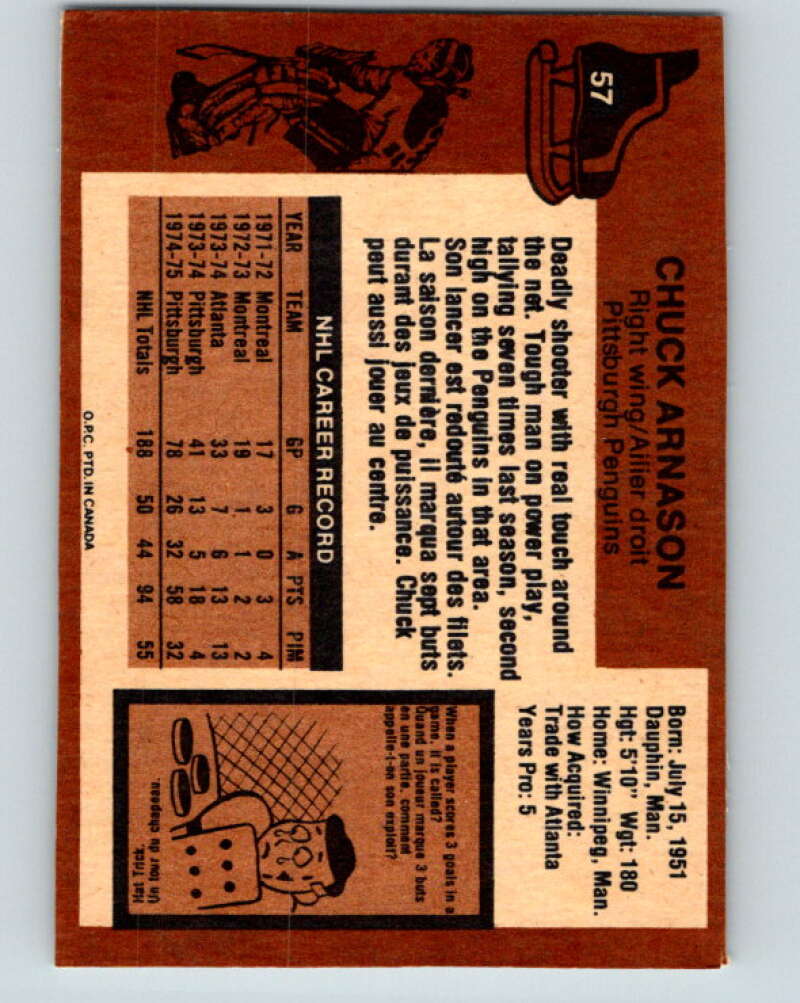 57
CHUCK ARNASON
Right wing/Ailier droit
Pittsburgh Penguins
Born: July 15, 1951
Dauphin, Man.
Hgt: 5'10" Wgt: 180
Home: Winnipeg, Man.
How Acquired:
Trade with Atlanta
Years Pro: 5
Deadly shooter with real touch around
the net. Tough man on power play,
tallying seven times last season, second
high on the Penguins in that area.
Son lancer est redouté autour des filets.
La saison dernière, il marqua sept buts
durant des jeux de puissance. Chuck
peut aussi jouer au centre.
NHL CAREER RECORD
YEAR TEAM GP G A PTS PIM
1971-72 Montreal 17 3 0 3 4
1972-73 Montreal 19 1 1 2 2
1973-74 Atlanta 33 7 6 13 13
1973-74 Pittsburgh 41 13 5 18 4
1974-75 Pittsburgh 78 26 32 58 32
NHL Totals 188 50 44 94 55
When a player scores 3 goals in a
game, it is called?
Quand un joueur marque 3 buts
en une partie, comment
appelle-t-on son exploit?
Hat Trick.
Un tour du chapeau.
O.P.C. PTD. IN CANADA